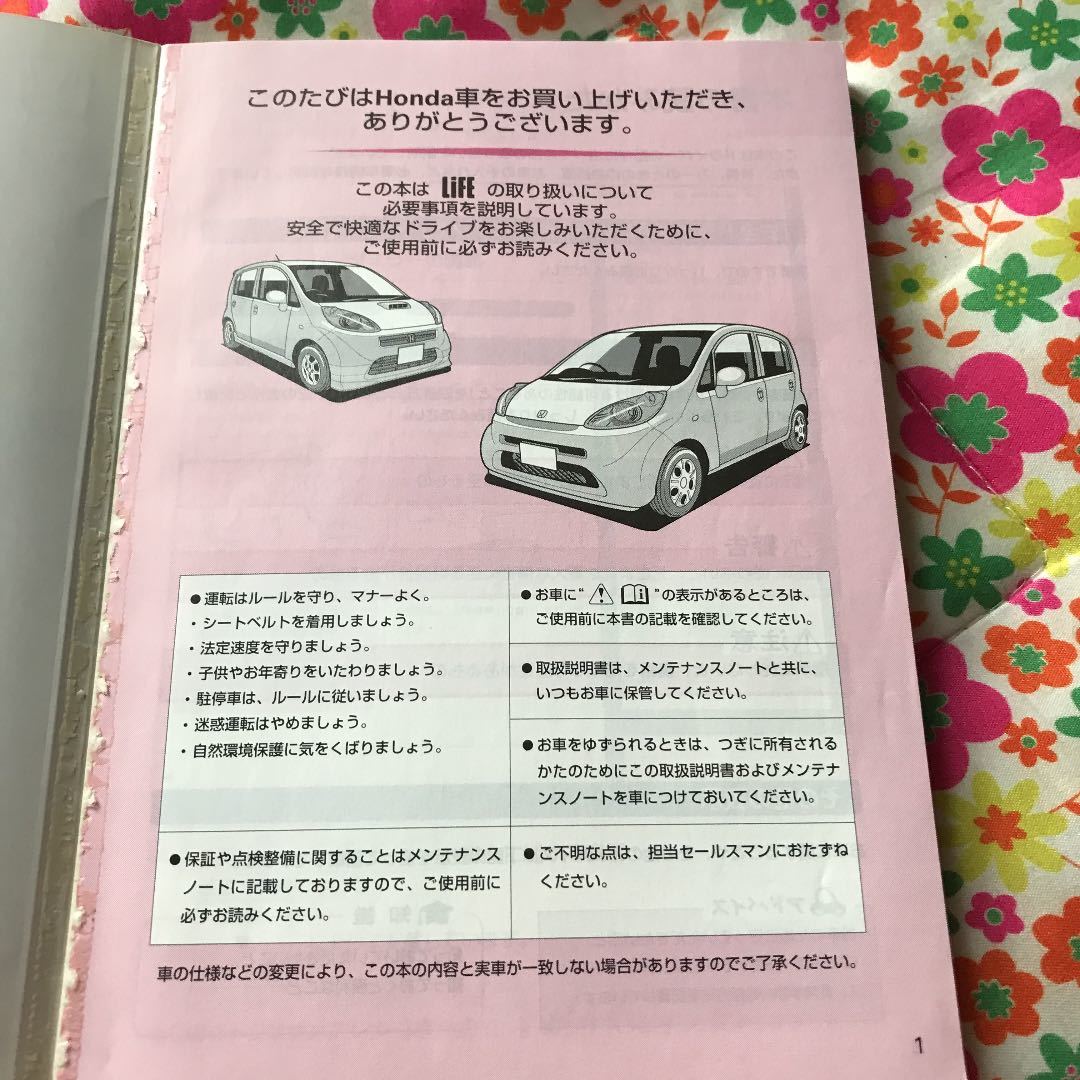 このたびはHonda車をお買い上げいただき、
ありがとうございます。
この本は LiFE の取り扱いについて
必要事項を説明しています。
安全で快適なドライブをお楽しみいただくために、
ご使用前に必ずお読みください。
●運転はルールを守り、マナーよく。
・シートベルトを着用しましょう。
・法定速度を守りましょう。
・子供やお年寄りをいたわりましょう。
・駐停車は、ルールに従いましょう。
・迷惑運転はやめましょう。
・自然環境保護に気をくばりましょう。
●保証や点検整備に関することはメンテナンス
ノートに記載しておりますので、ご使用前に
必ずお読みください。
●お車に“ ”の表示があるところは、
ご使用前に本書の記載を確認してください。
●取扱説明書は、メンテナンスノートと共に、
いつもお車に保管してください。
●お車をゆずられるときは、つぎに所有される
かたのためにこの取扱説明書およびメンテナ
ンスノートを車につけておいてください。
●ご不明な点は、担当セールスマンにおたずね
ください。
車の仕様などの変更により、この本の内容と実車が一致しない場合がありますのでご了承ください。
1